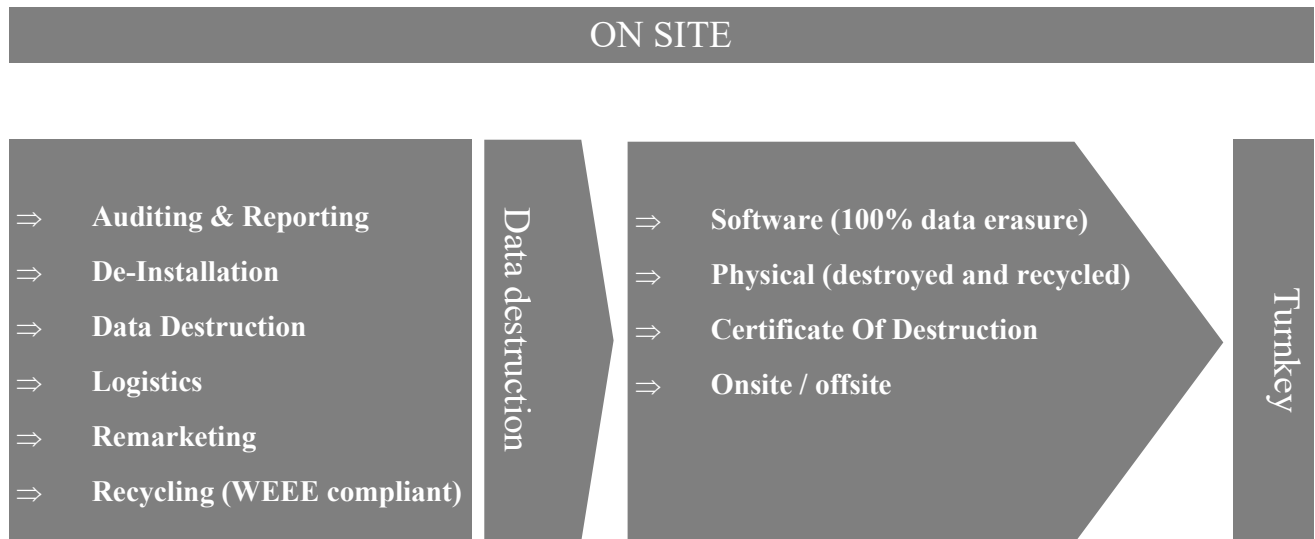 ON SITE
⇒ Auditing & Reporting
⇒ De-Installation
⇒ Data Destruction
⇒ Logistics
⇒ Remarketing
⇒ Recycling (WEEE compliant)
Data destruction
⇒ Software (100% data erasure)
⇒ Physical (destroyed and recycled)
⇒ Certificate Of Destruction
⇒ Onsite / offsite
Turnkey